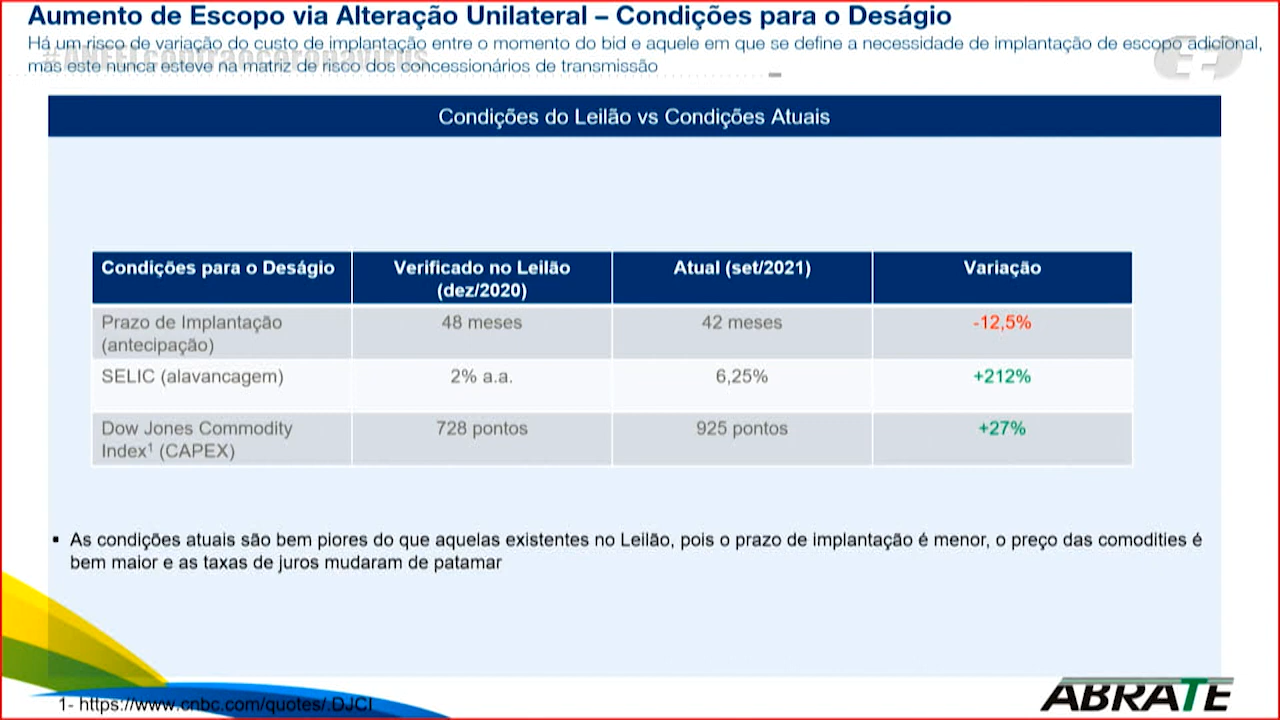 Aumento de Escopo via Alteração Unilateral – Condições para o Deságio
Há um risco de variação do custo de implantação entre o momento do bid e aquele em que se define a necessidade de implantação de escopo adicional,
mas este nunca esteve na matriz de risco dos concessionários de transmissão
#ANEELcontraocoronavirus
Condições do Leilão vs Condições Atuais
Condições para o Deságio
Verificado no Leilão
(dez/2020)
Atual (set/2021)
Variação
Prazo de Implantação
(antecipação)
48 meses
42 meses
-12,5%
SELIC (alavancagem)
2% a.a.
6,25%
+212%
Dow Jones Commodity
Index¹ (CAPEX)
728 pontos
925 pontos
+27%
▪ As condições atuais são bem piores do que aquelas existentes no Leilão, pois o prazo de implantação é menor, o preço das comodities é
bem maior e as taxas de juros mudaram de patamar
1- https://www.cnbc.com/quotes/.DJCI
ABRATE